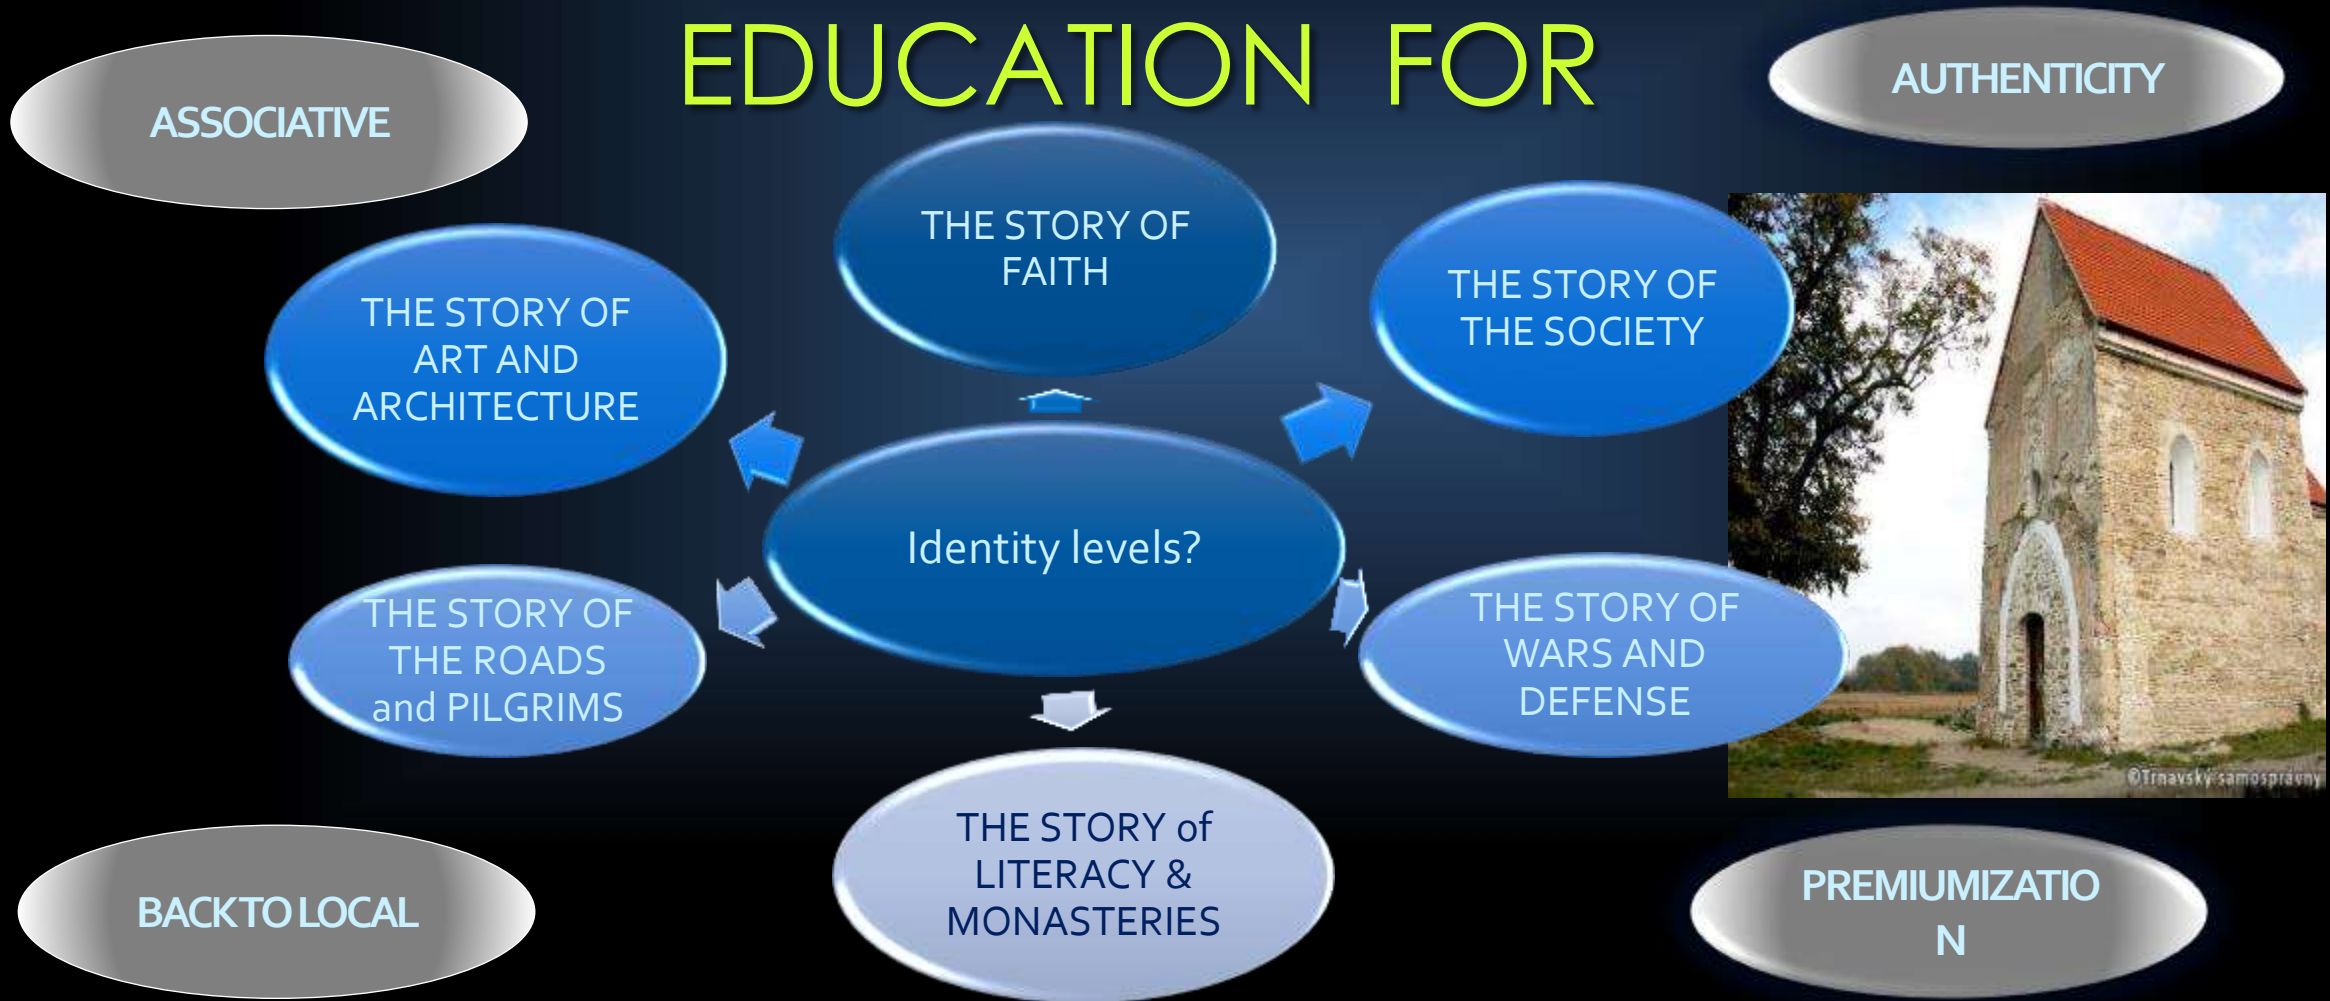 EDUCATION FOR
ASSOCIATIVE
AUTHENTICITY
THE STORY OF
FAITH
THE STORY OF
THE SOCIETY
THE STORY OF
ART AND
ARCHITECTURE
Identity levels?
THE STORY OF
THE ROADS
and PILGRIMS
THE STORY OF
WARS AND
DEFENSE
THE STORY of
LITERACY &
MONASTERIES
©Trnavský samosprávny
BACK TO LOCAL
PREMIUMIZATIO
N